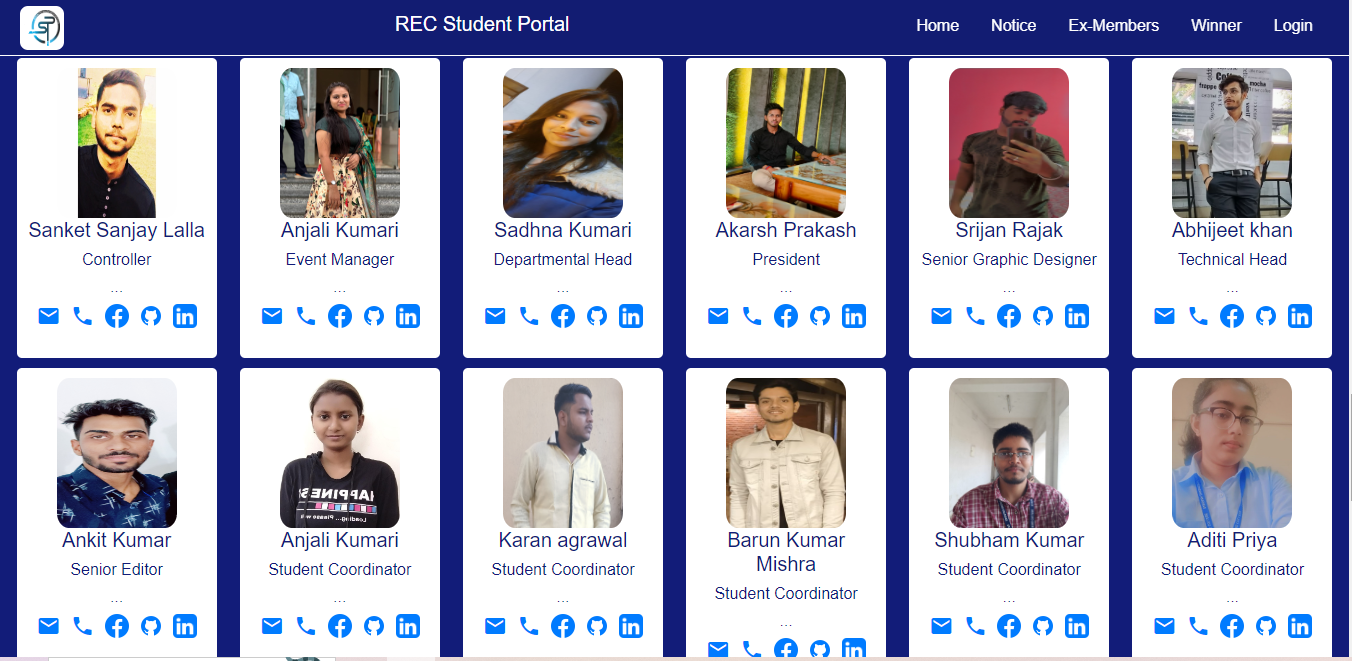 REC Student Portal
Home Notice Ex-Members Winner Login
Sanket Sanjay Lalla
Controller
...
Anjali Kumari
Event Manager
...
Sadhna Kumari
Departmental Head
...
Akarsh Prakash
President
...
Srijan Rajak
Senior Graphic Designer
...
Abhijeet khan
Technical Head
...
Ankit Kumar
Senior Editor
...
Anjali Kumari
Student Coordinator
...
Karan agrawal
Student Coordinator
...
Barun Kumar
Mishra
Student Coordinator
...
Shubham Kumar
Student Coordinator
...
Aditi Priya
Student Coordinator
...